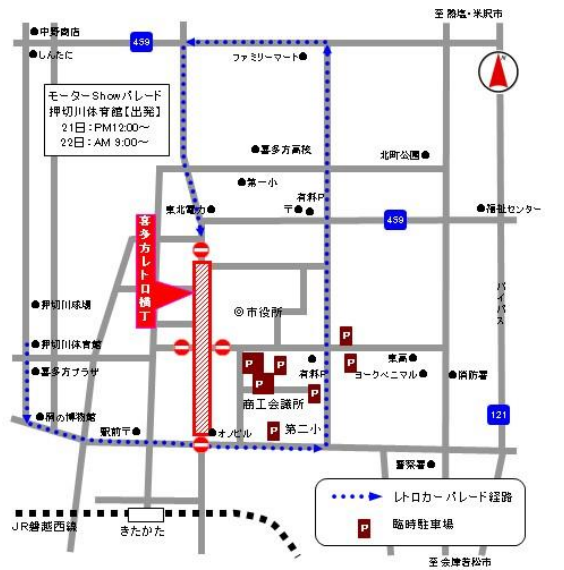 至 熱塩・米沢市
中野商店
459
しんたに
ファミリーマート
N
モーターShowパレード
押切川体育館【出発】
21日：PM12:00～
22日：AM 9:00～
喜多方高校
北町公園
第一小
有料P
東北電力
〒
459
福祉センター
喜多方レトロ横丁
バイパス
押切川球場
◎市役所
P
押切川体育館
東高
P
P
P
有料P
ヨークベニマル
消防署
喜多方プラザ
P
P
商工会議所
蔵の博物館
121
駅前〒
オノビル
P
第二小
警察署
レトロカーパレード経路
P
臨時駐車場
JR磐越西線
きたかた
至 会津若松市